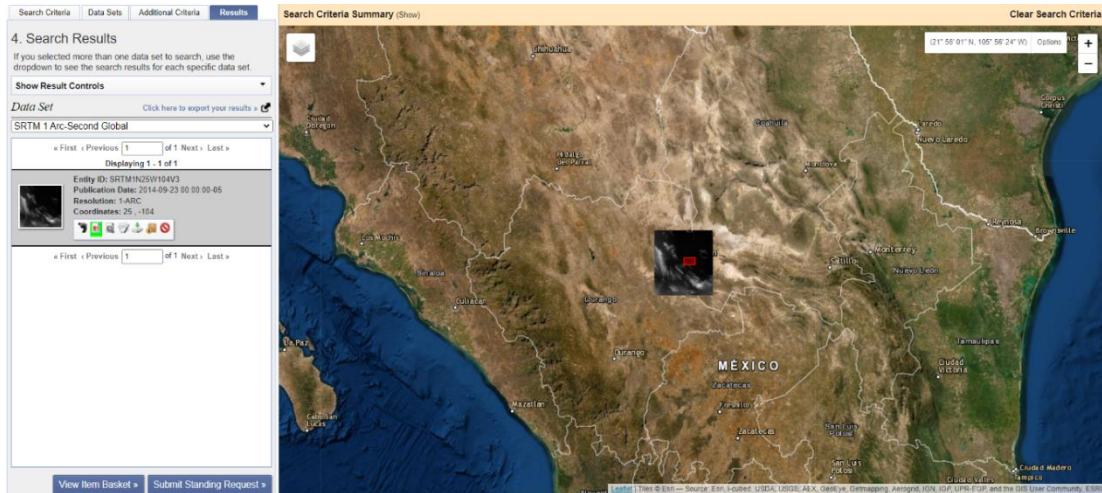 Search Criteria
Data Sets
Additional Criteria
Results
4. Search Results
If you selected more than one data set to search, use the
dropdown to see the search results for each specific data set.
Show Result Controls
Data Set
Click here to export your results »
SRTM 1 Arc-Second Global
« First ‹ Previous 1 of 1 Next › Last »
Displaying 1 - 1 of 1
Entity ID: SRTM1N25W104V3
Publication Date: 2014-09-23 00:00:00-05
Resolution: 1-ARC
Coordinates: 25 , -104
« First ‹ Previous 1 of 1 Next › Last »
View Item Basket »
Submit Standing Request »
Search Criteria Summary (Show)
Clear Search Criteria
(21° 58' 01" N, 105° 56' 24" W)
Options
+
−
Chihuahua
Ciudad
Obregon
Coahuila
Corpus
Christi
Laredo
Nuevo Laredo
Hidalgo
del Parral
Monclova
Reynosa
Brownsville
Los Mochis
Monterrey
Saltillo
Nuevo León
Sinaloa
Culiacán
Durango
La Paz
Durango
MÉXICO
Tamaulipas
Ciudad
Victoria
Zacatecas
Fresnillo
Mazatlán
Cabo San
Lucas
Zacatecas
San Luis
Potosí
San Luis
Potosí
Ciudad Madero
Tampico
Leaflet | Tiles © Esri — Source: Esri, i-cubed, USDA, USGS, AEX, GeoEye, Getmapping, Aerogrid, IGN, IGP, UPR-EGP, and the GIS User Community, ESRI